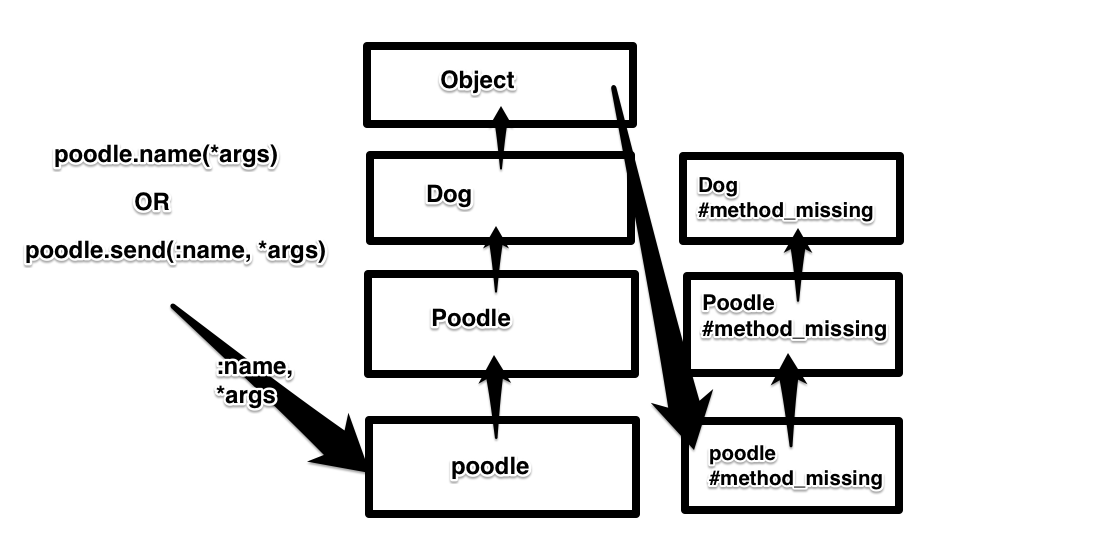 poodle.name(*args)
OR
poodle.send(:name, *args)
:name,
*args
Object
Dog
Poodle
poodle
Dog
#method_missing
Poodle
#method_missing
poodle
#method_missing